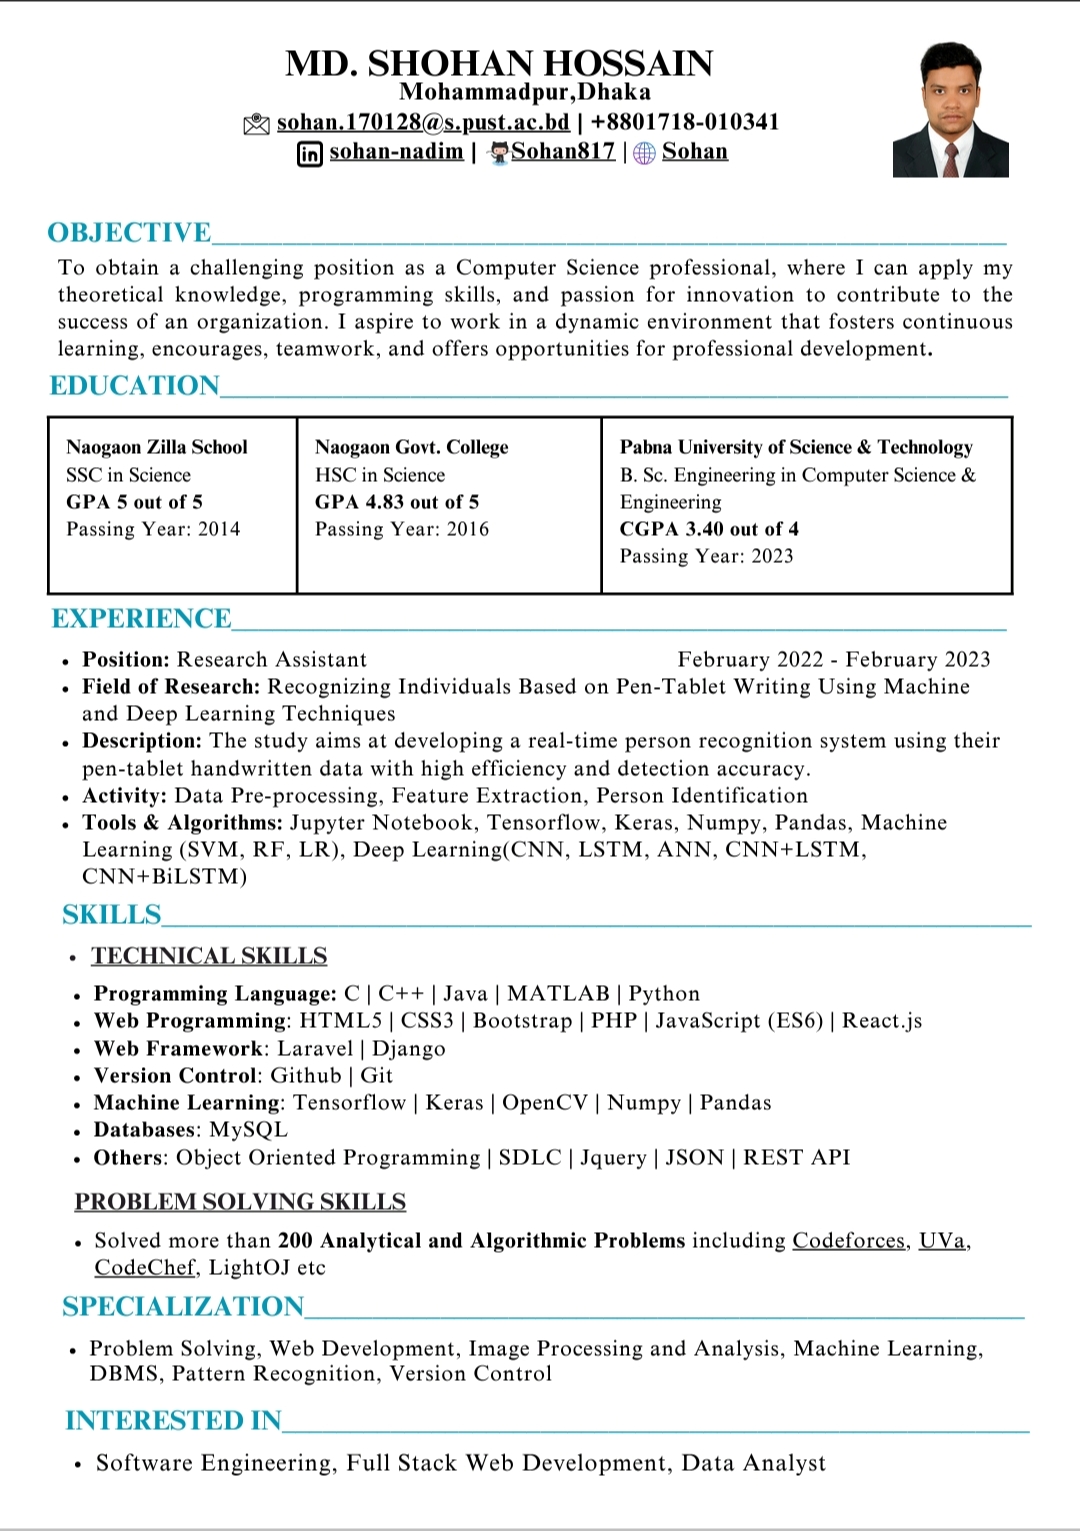 MD. SHOHAN HOSSAIN
Mohammadpur,Dhaka
sohan.170128@s.pust.ac.bd | +8801718-010341
sohan-nadim | Sohan817 | Sohan
OBJECTIVE
To obtain a challenging position as a Computer Science professional, where I can apply my
theoretical knowledge, programming skills, and passion for innovation to contribute to the
success of an organization. I aspire to work in a dynamic environment that fosters continuous
learning, encourages, teamwork, and offers opportunities for professional development.
EDUCATION
Naogaon Zilla School
SSC in Science
GPA 5 out of 5
Passing Year: 2014
Naogaon Govt. College
HSC in Science
GPA 4.83 out of 5
Passing Year: 2016
Pabna University of Science & Technology
B. Sc. Engineering in Computer Science &
Engineering
CGPA 3.40 out of 4
Passing Year: 2023
EXPERIENCE
• Position: Research Assistant February 2022 - February 2023
• Field of Research: Recognizing Individuals Based on Pen-Tablet Writing Using Machine
and Deep Learning Techniques
• Description: The study aims at developing a real-time person recognition system using their
pen-tablet handwritten data with high efficiency and detection accuracy.
• Activity: Data Pre-processing, Feature Extraction, Person Identification
• Tools & Algorithms: Jupyter Notebook, Tensorflow, Keras, Numpy, Pandas, Machine
Learning (SVM, RF, LR), Deep Learning(CNN, LSTM, ANN, CNN+LSTM,
CNN+BiLSTM)
SKILLS
• TECHNICAL SKILLS
• Programming Language: C | C++ | Java | MATLAB | Python
• Web Programming: HTML5 | CSS3 | Bootstrap | PHP | JavaScript (ES6) | React.js
• Web Framework: Laravel | Django
• Version Control: Github | Git
• Machine Learning: Tensorflow | Keras | OpenCV | Numpy | Pandas
• Databases: MySQL
• Others: Object Oriented Programming | SDLC | Jquery | JSON | REST API
PROBLEM SOLVING SKILLS
• Solved more than 200 Analytical and Algorithmic Problems including Codeforces, UVa,
CodeChef, LightOJ etc
SPECIALIZATION
• Problem Solving, Web Development, Image Processing and Analysis, Machine Learning,
DBMS, Pattern Recognition, Version Control
INTERESTED IN
• Software Engineering, Full Stack Web Development, Data Analyst